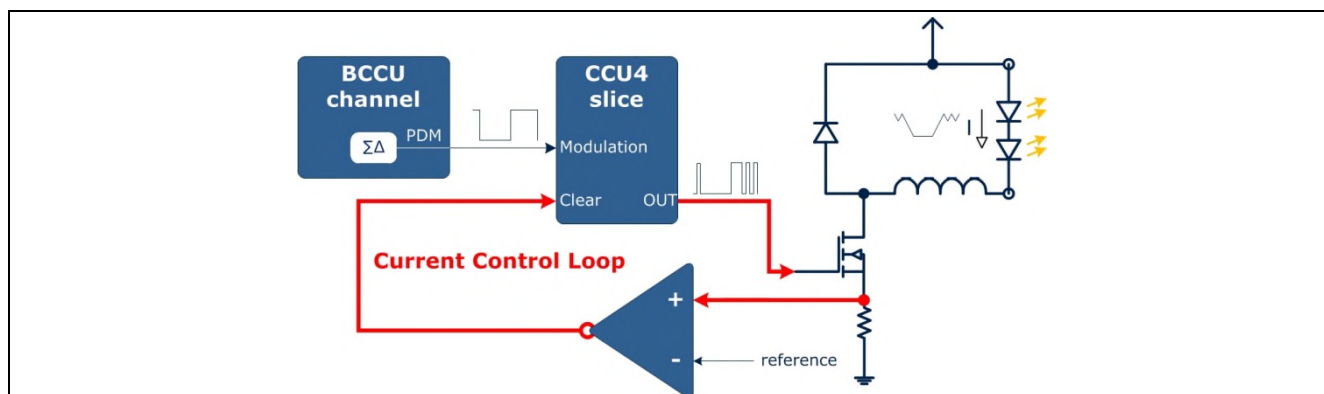 BCCU
channel
ΣΔ
PDM
CCU4
slice
Modulation
Clear
OUT
I
Current Control Loop
+
-
reference